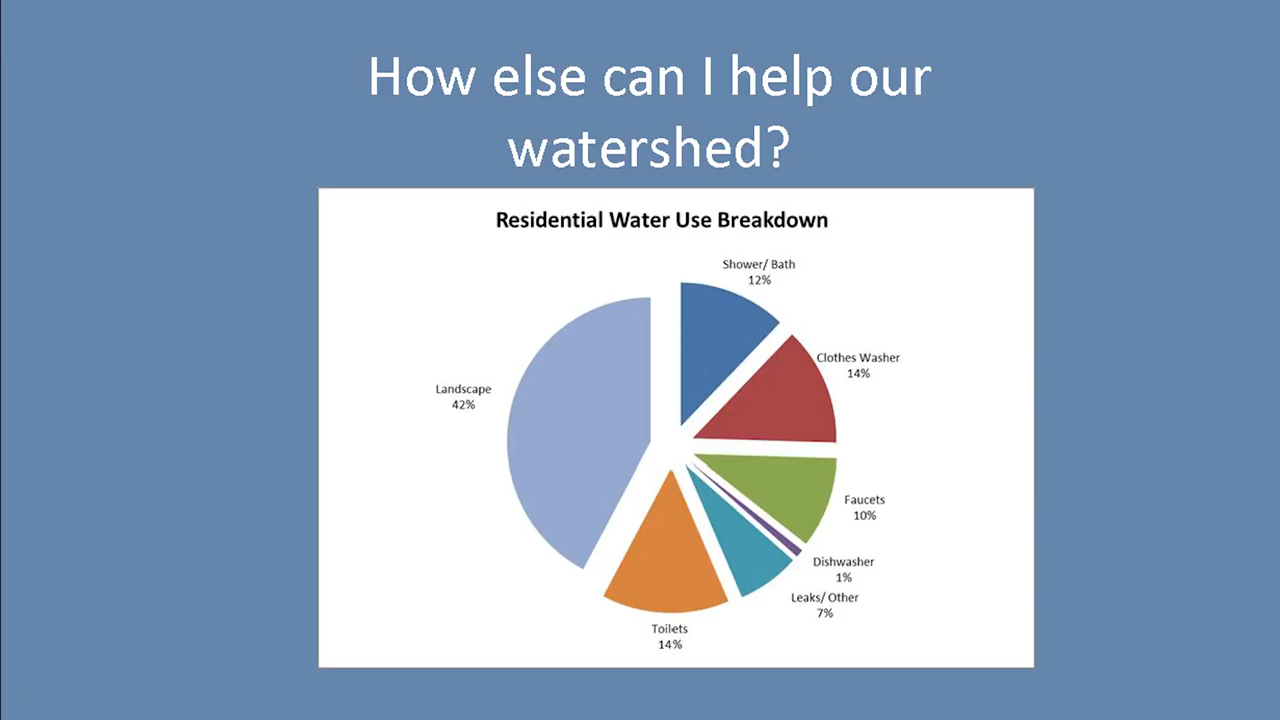 How else can I help our
watershed?
Residential Water Use Breakdown
Shower/ Bath
12%
Clothes Washer
14%
Landscape
42%
Faucets
10%
Dishwasher
1%
Leaks/ Other
7%
Toilets
14%